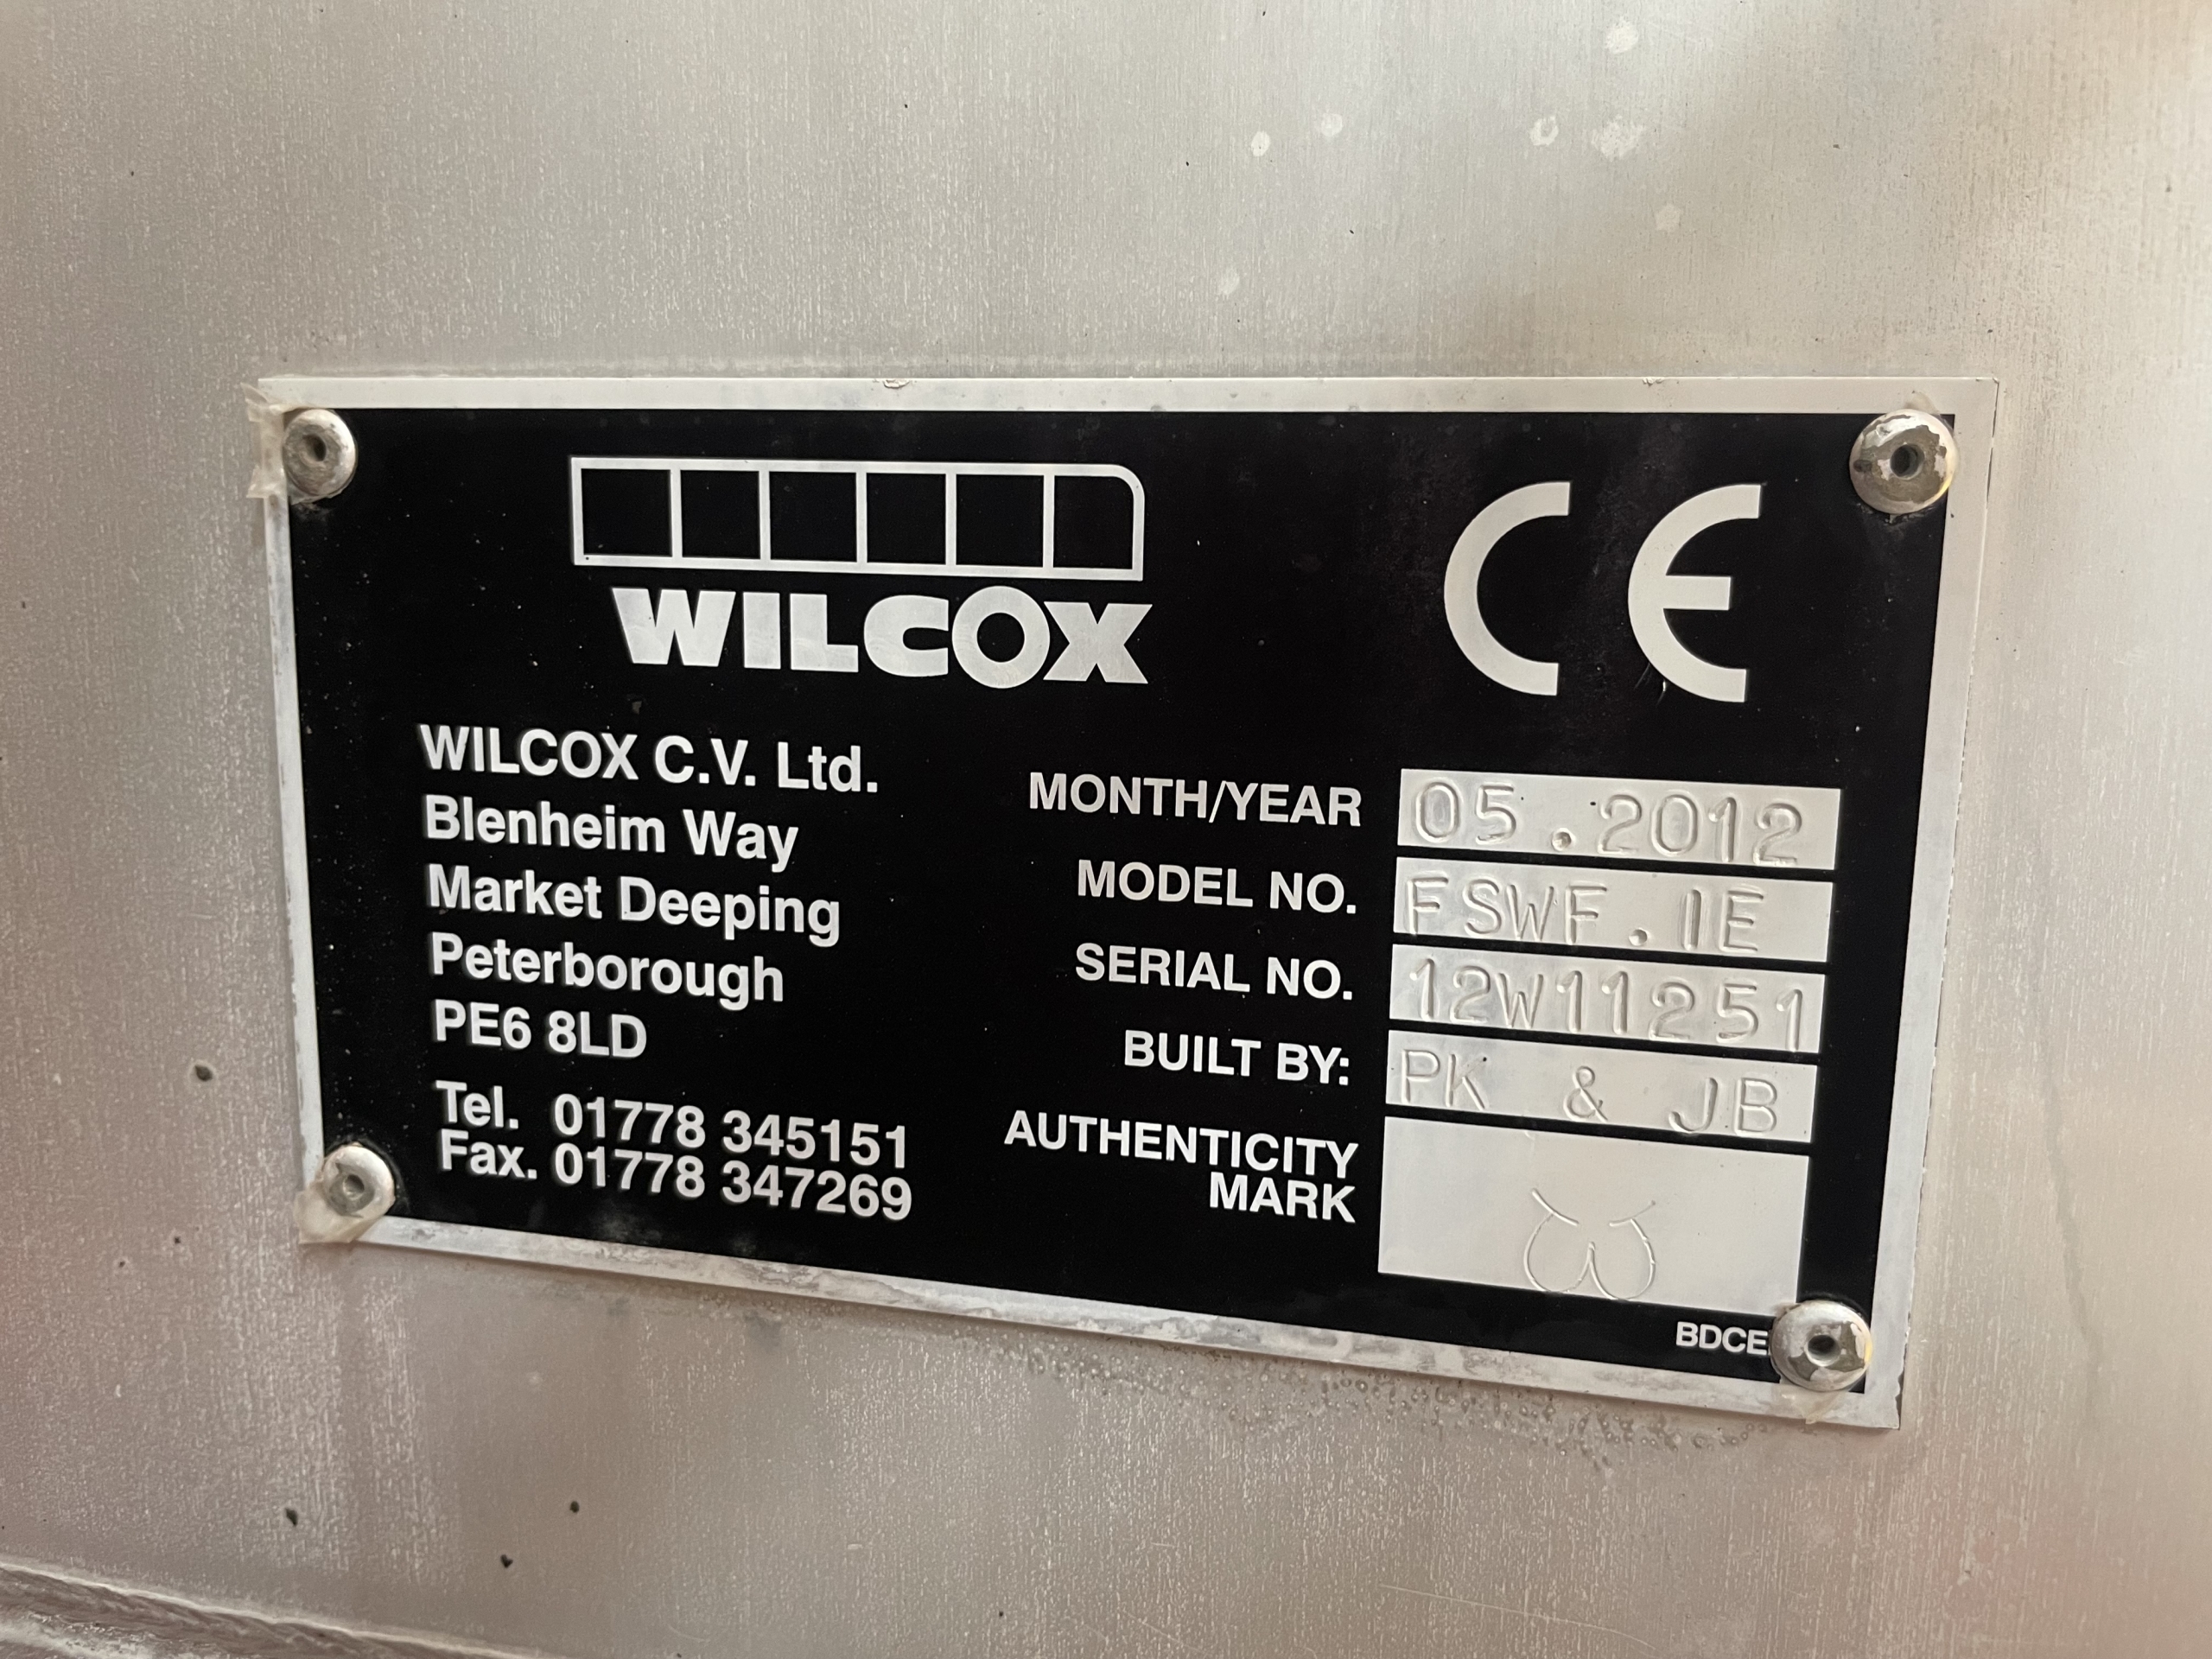 WILCOX
CE
WILCOX C.V. Ltd.
Blenheim Way
Market Deeping
Peterborough
PE6 8LD
Tel. 01778 345151
Fax. 01778 347269
MONTH/YEAR 05.2012
MODEL NO. FSWF.IE
SERIAL NO. 12W11251
BUILT BY: PK & JB
AUTHENTICITY
MARK